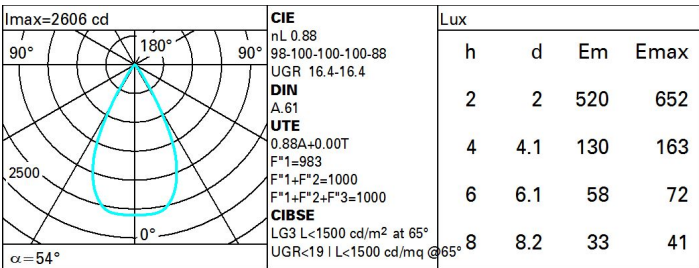 Imax=2606 cd
90° 180° 90°
2500
0°
α=54°
CIE
nL 0.88
98-100-100-100-88
UGR 16.4-16.4
DIN
A.61
UTE
0.88A+0.00T
F"1=983
F"1+F"2=1000
F"1+F"2+F"3=1000
CIBSE
LG3 L<1500 cd/m² at 65°
UGR<19 | L<1500 cd/mq @65°
Lux
h d Em Emax
2 2 520 652
4 4.1 130 163
6 6.1 58 72
8 8.2 33 41